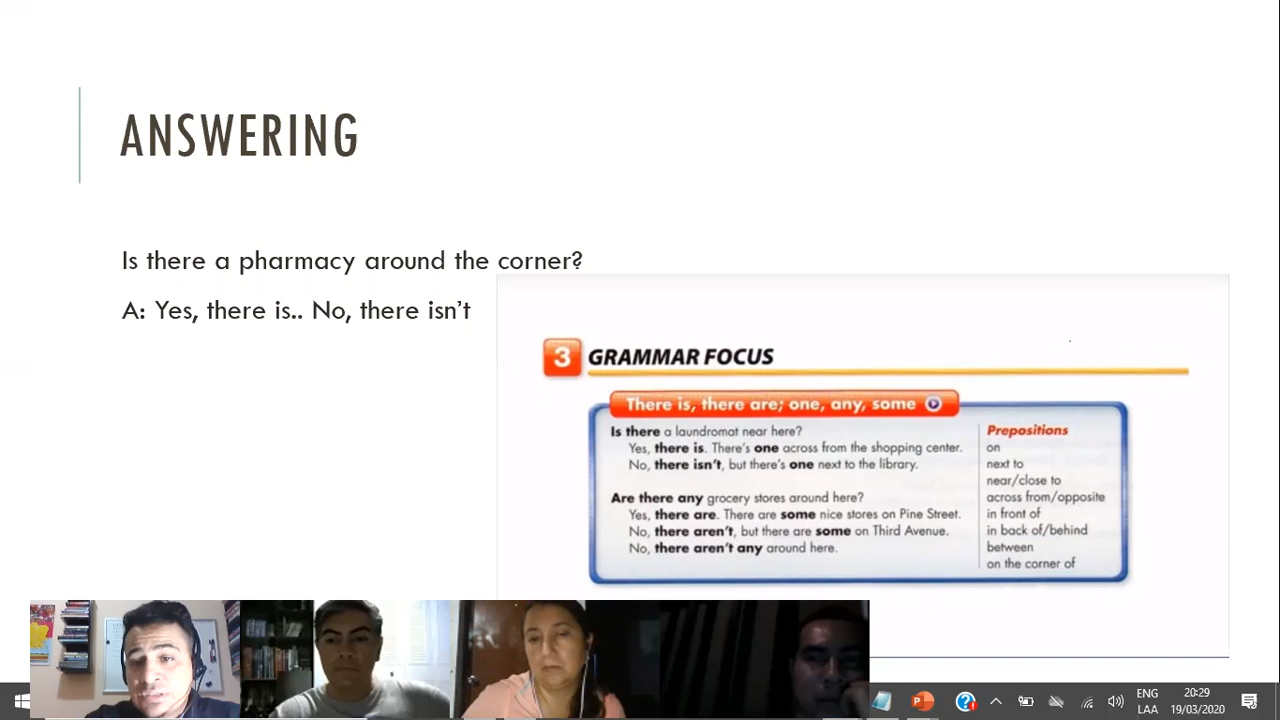 ANSWERING
Is there a pharmacy around the corner?
A: Yes, there is.. No, there isn't
3 GRAMMAR FOCUS
There is, there are; one, any, some
Is there a laundromat near here?
Yes, there is. There's one across from the shopping center.
No, there isn't, but there's one next to the library.
Are there any grocery stores around here?
Yes, there are. There are some nice stores on Pine Street.
No, there aren't, but there are some on Third Avenue.
No, there aren't any around here.
Prepositions
on
next to
near/close to
across from/opposite
in front of
in back of/behind
between
on the corner of
ENG
LAA
20:29
19/03/2020